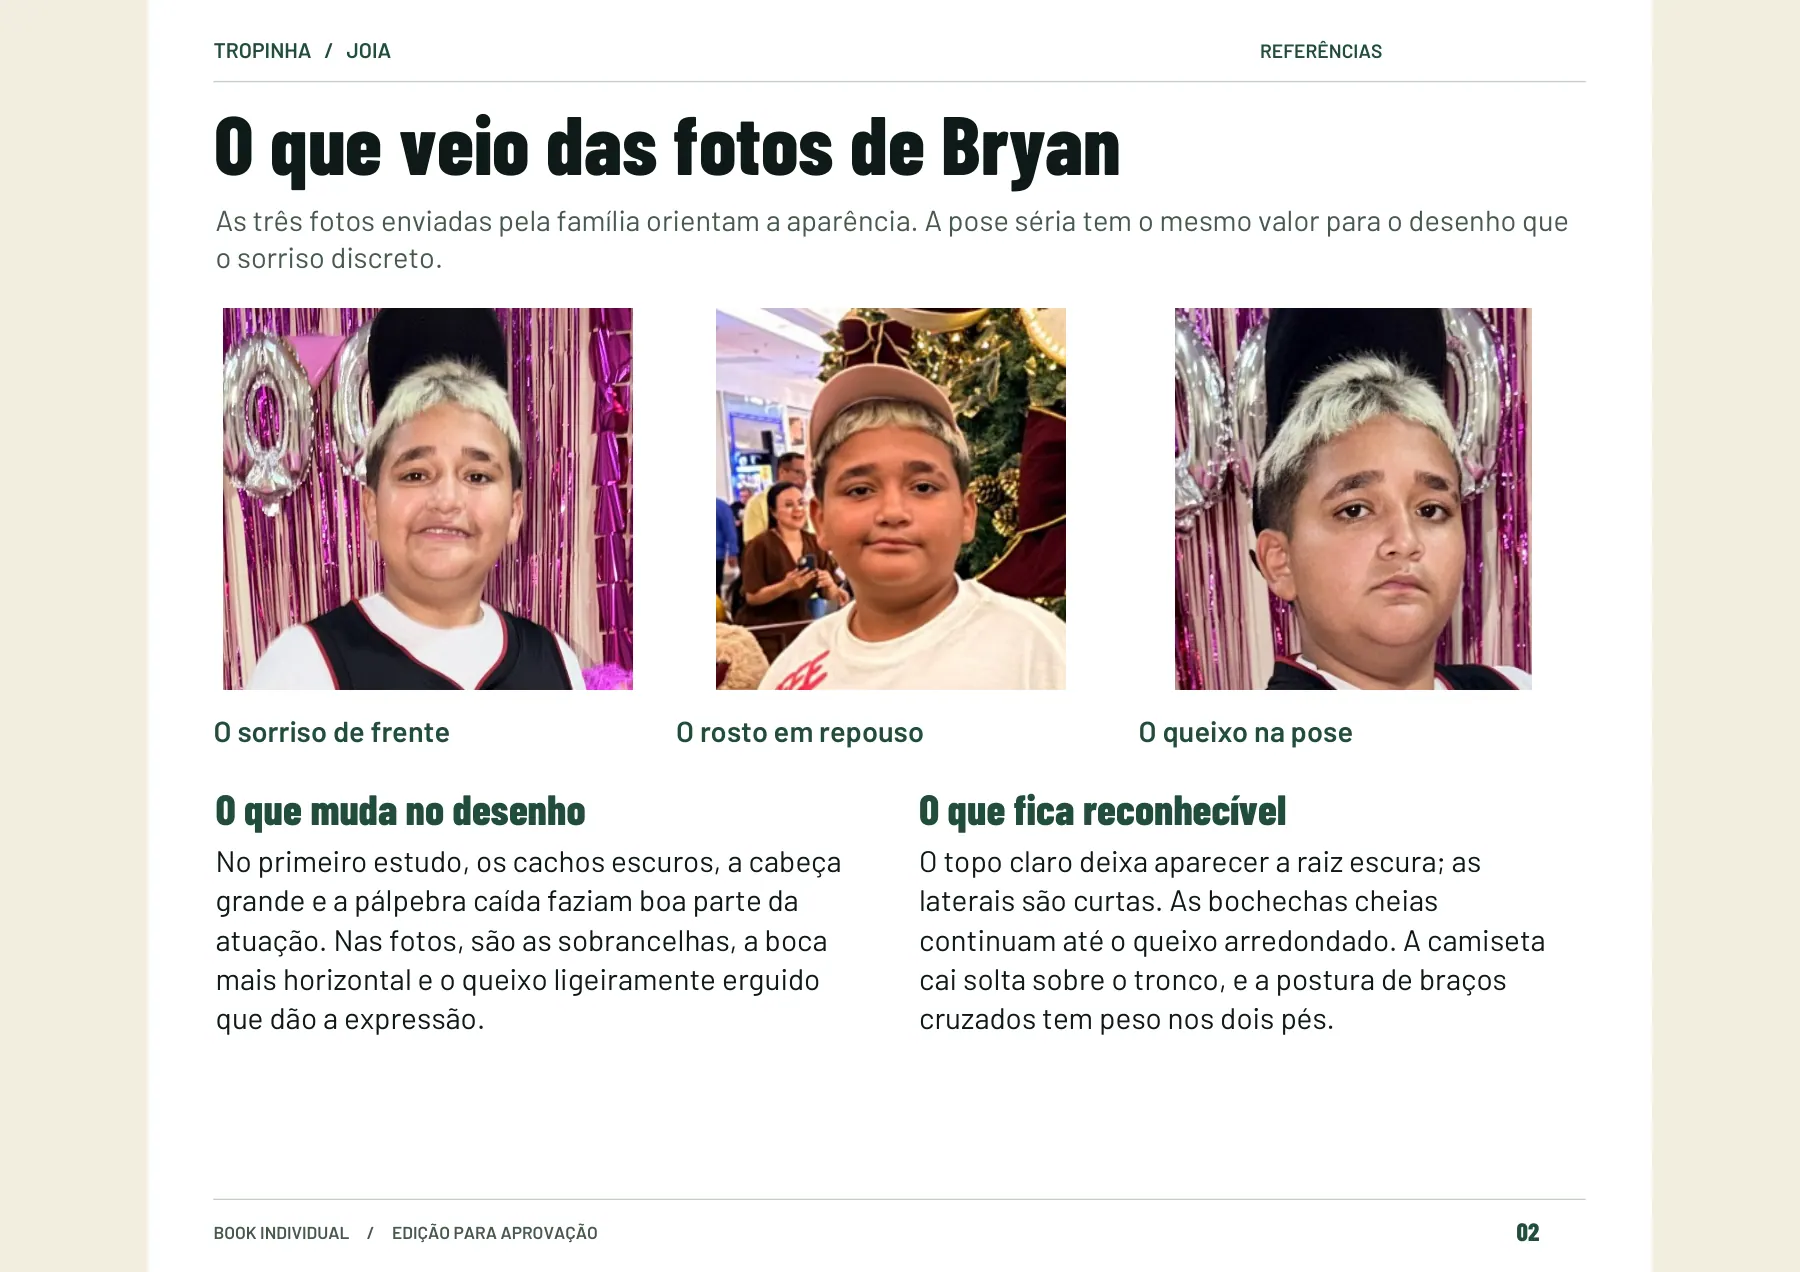 TROPINHA / JOIA
REFERÊNCIAS
O que veio das fotos de Bryan
As três fotos enviadas pela família orientam a aparência. A pose séria tem o mesmo valor para o desenho que
o sorriso discreto.
O sorriso de frente
O rosto em repouso
O queixo na pose
O que muda no desenho
No primeiro estudo, os cachos escuros, a cabeça
grande e a pálpebra caída faziam boa parte da
atuação. Nas fotos, são as sobrancelhas, a boca
mais horizontal e o queixo ligeiramente erguido
que dão a expressão.
O que fica reconhecível
O topo claro deixa aparecer a raiz escura; as
laterais são curtas. As bochechas cheias
continuam até o queixo arredondado. A camiseta
cai solta sobre o tronco, e a postura de braços
cruzados tem peso nos dois pés.
BOOK INDIVIDUAL / EDIÇÃO PARA APROVAÇÃO
02